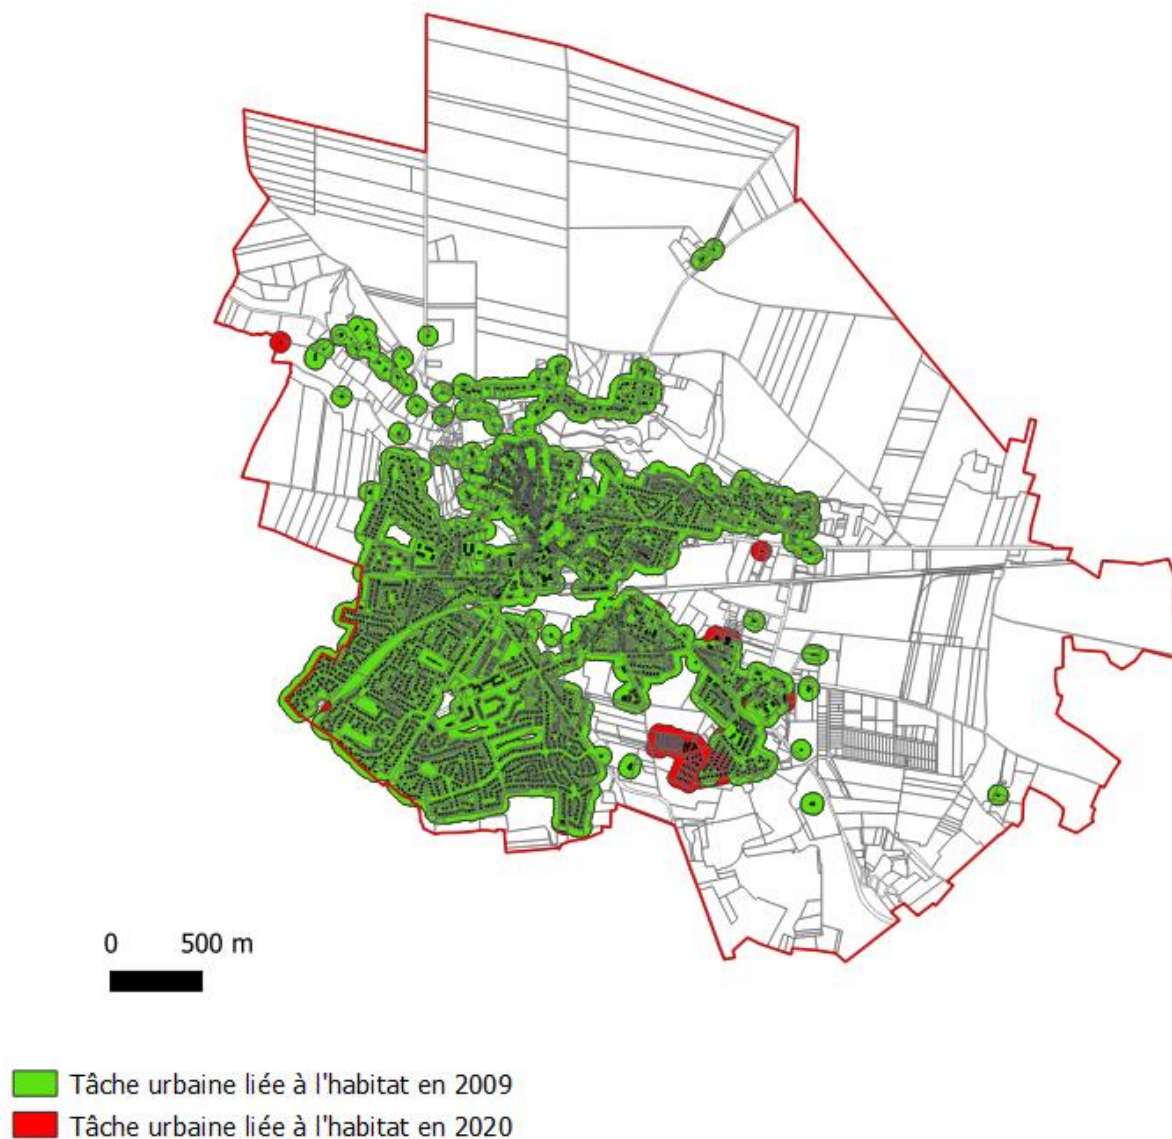 0 500 m
Tâche urbaine liée à l'habitat en 2009
Tâche urbaine liée à l'habitat en 2020